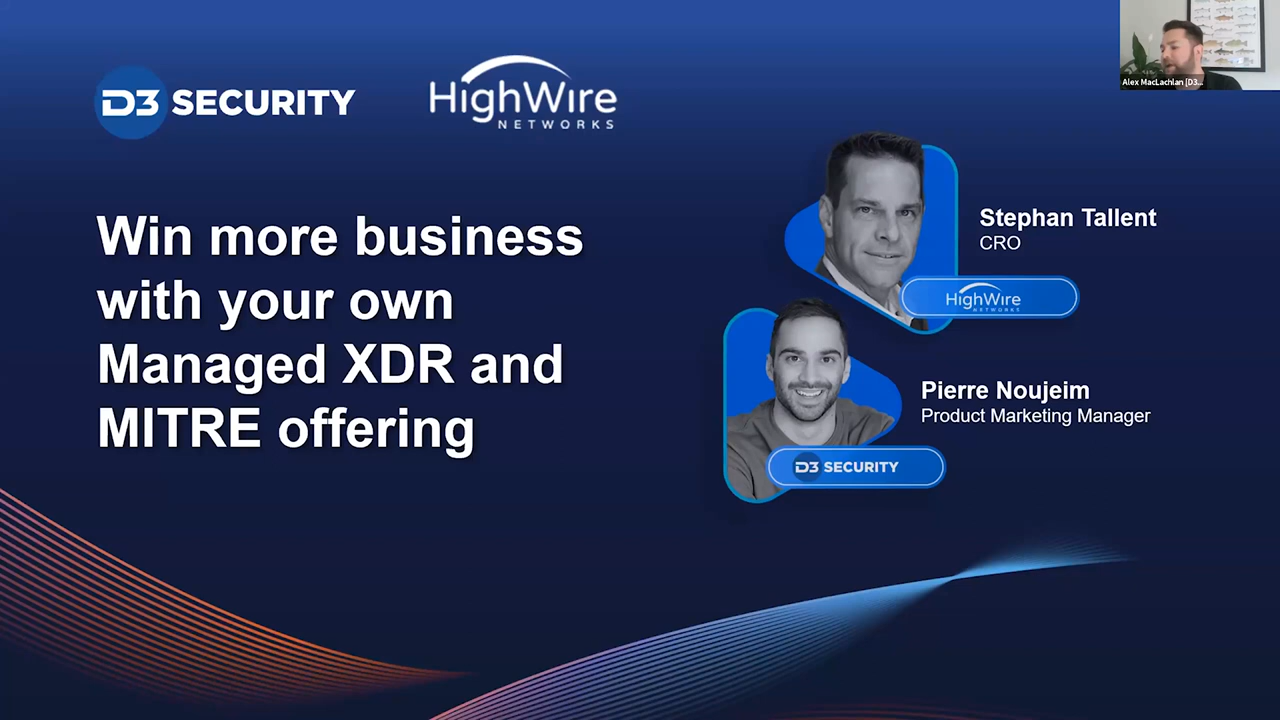 D3 SECURITY
HighWire
NETWORKS
Alex MacLachlan [D3...
Win more business
with your own
Managed XDR and
MITRE offering
Stephan Tallent
CRO
HighWire
NETWORKS
Pierre Noujeim
Product Marketing Manager
D3 SECURITY